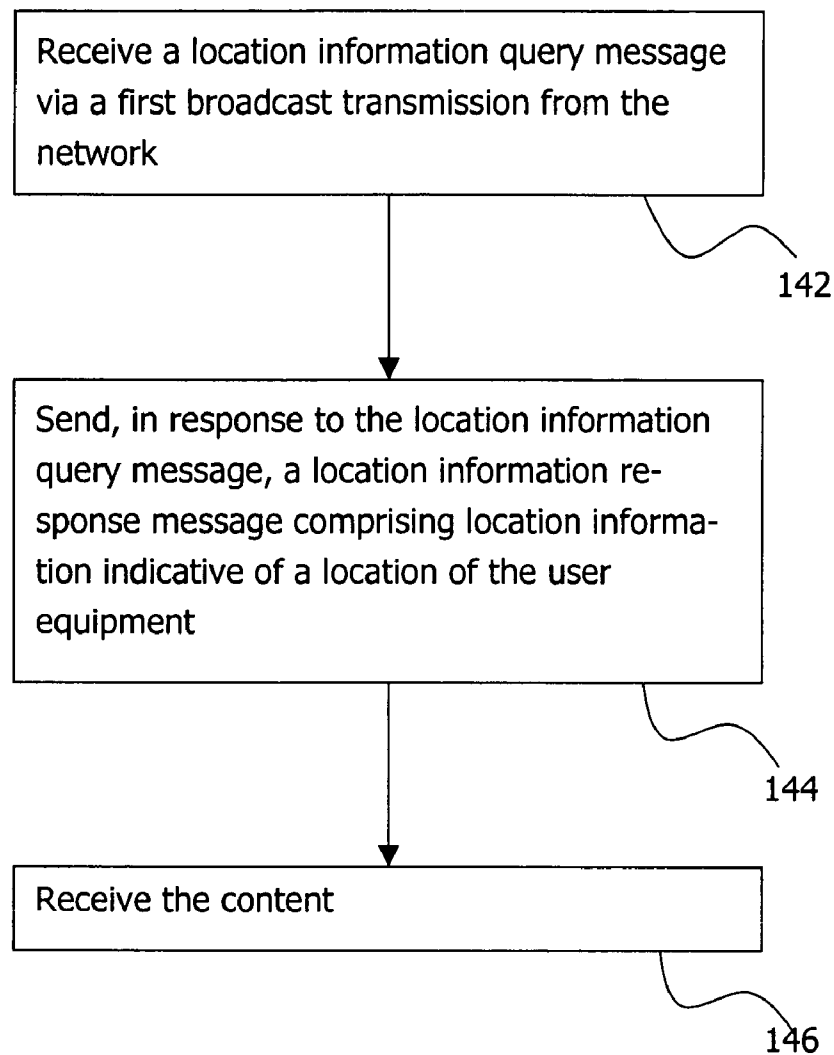 Receive a location information query message
via a first broadcast transmission from the
network
142
Send, in response to the location information
query message, a location information re-
sponse message comprising location informa-
tion indicative of a location of the user
equipment
144
Receive the content
146